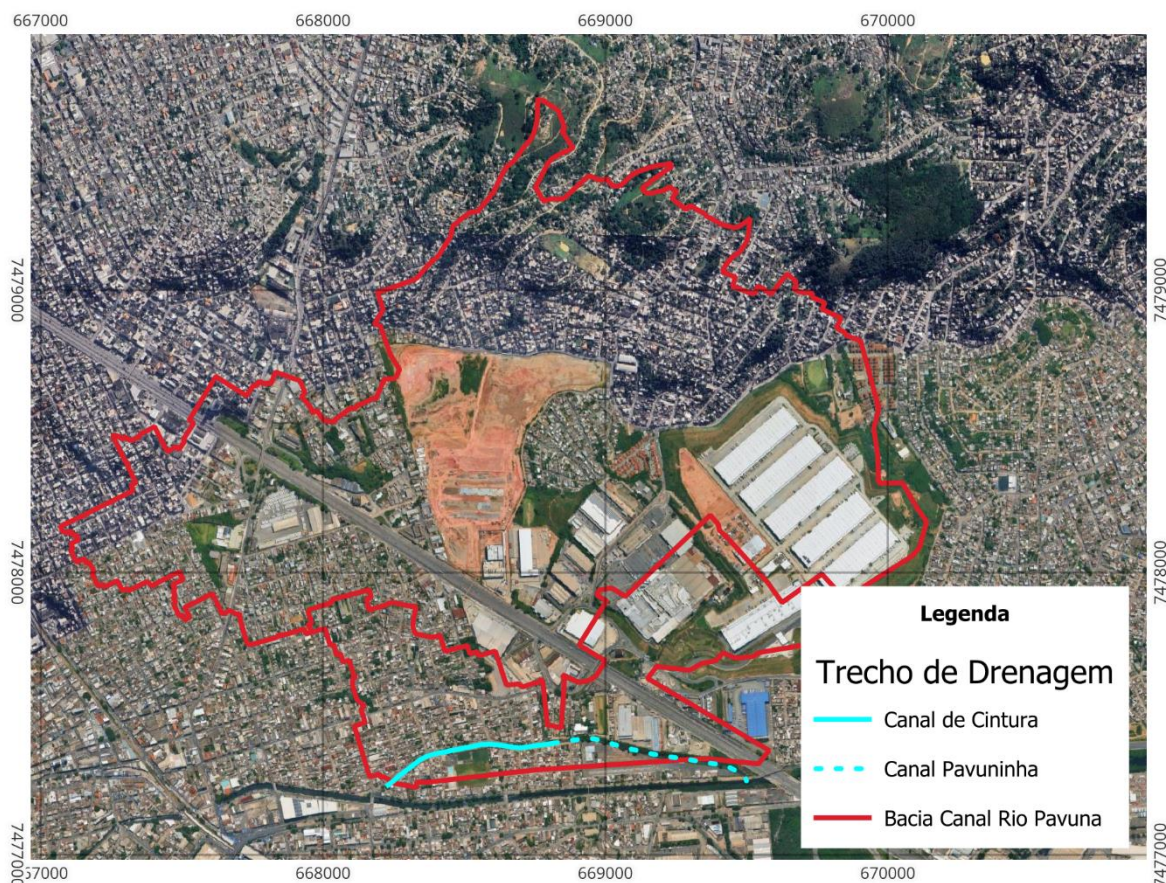 667000 668000 669000 670000
7479000 7479000
7478000 7478000
Legenda
Trecho de Drenagem
Canal de Cintura
Canal Pavuninha
Bacia Canal Rio Pavuna
7477000 7477000
667000 668000 669000 670000